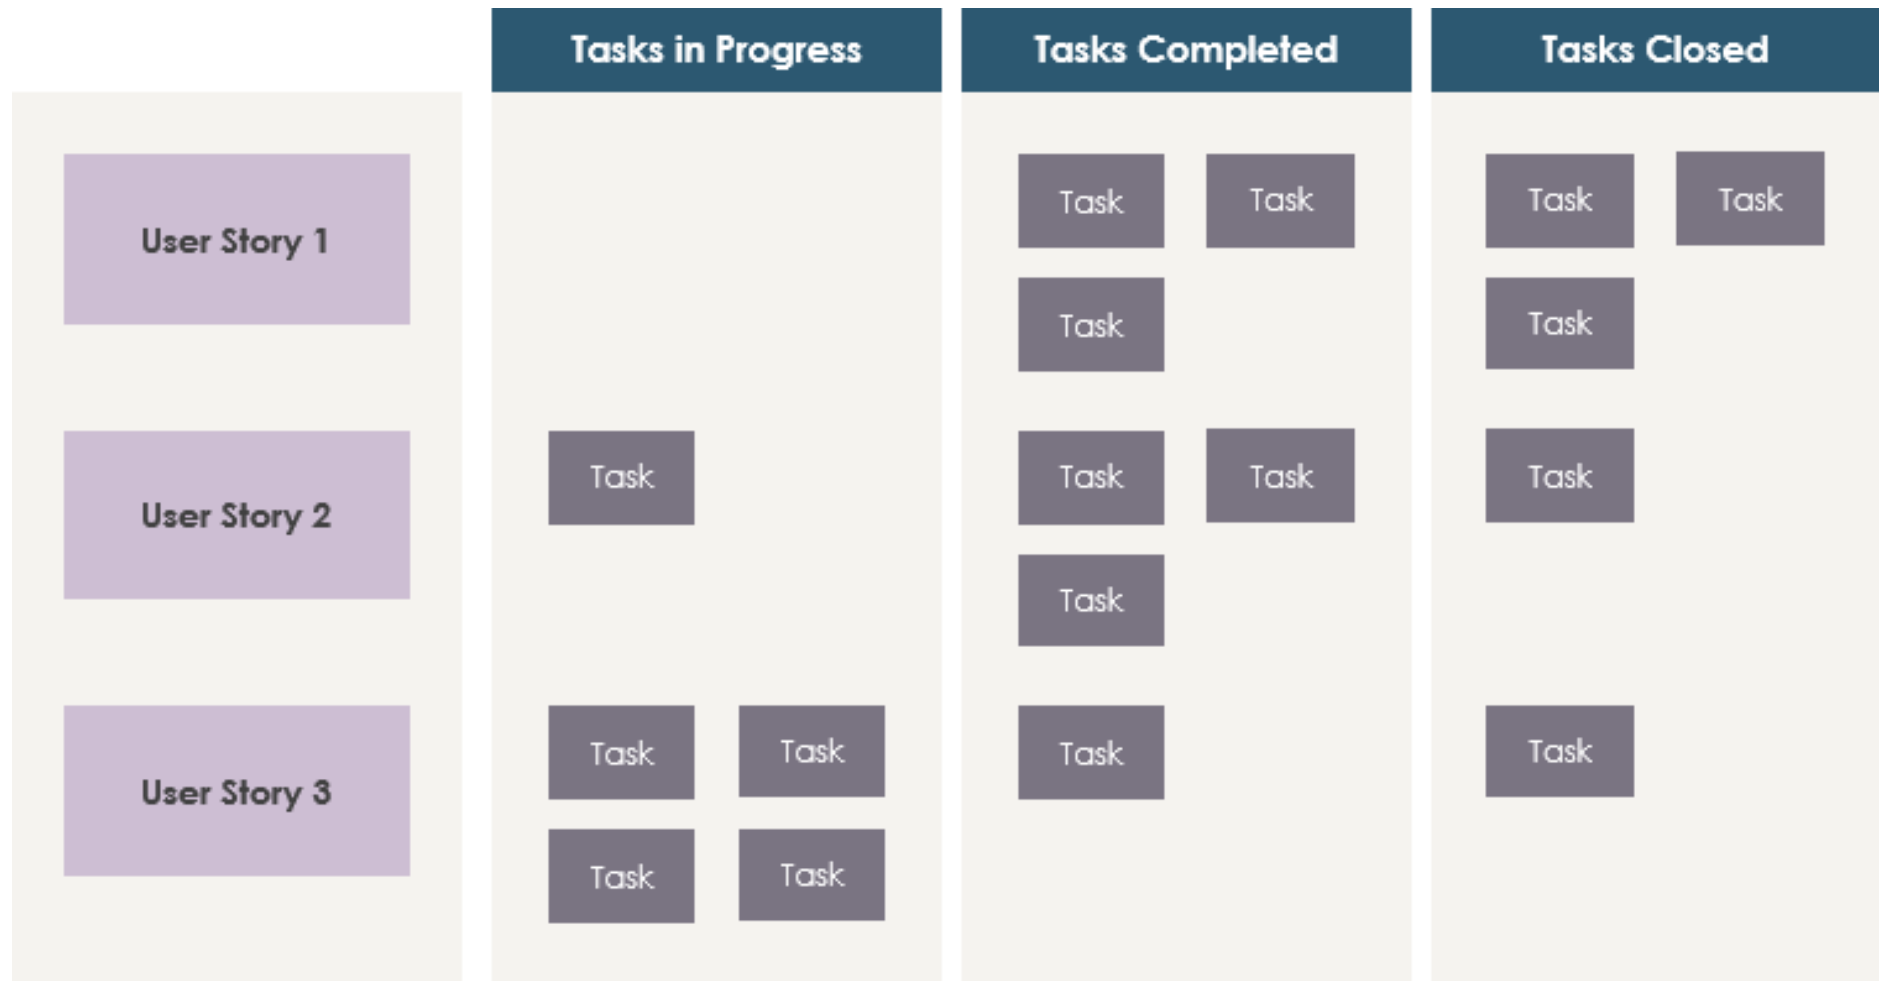 Tasks in Progress
Tasks Completed
Tasks Closed
User Story 1
Task
Task
Task
Task
Task
Task
User Story 2
Task
Task
Task
Task
Task
User Story 3
Task
Task
Task
Task
Task
Task